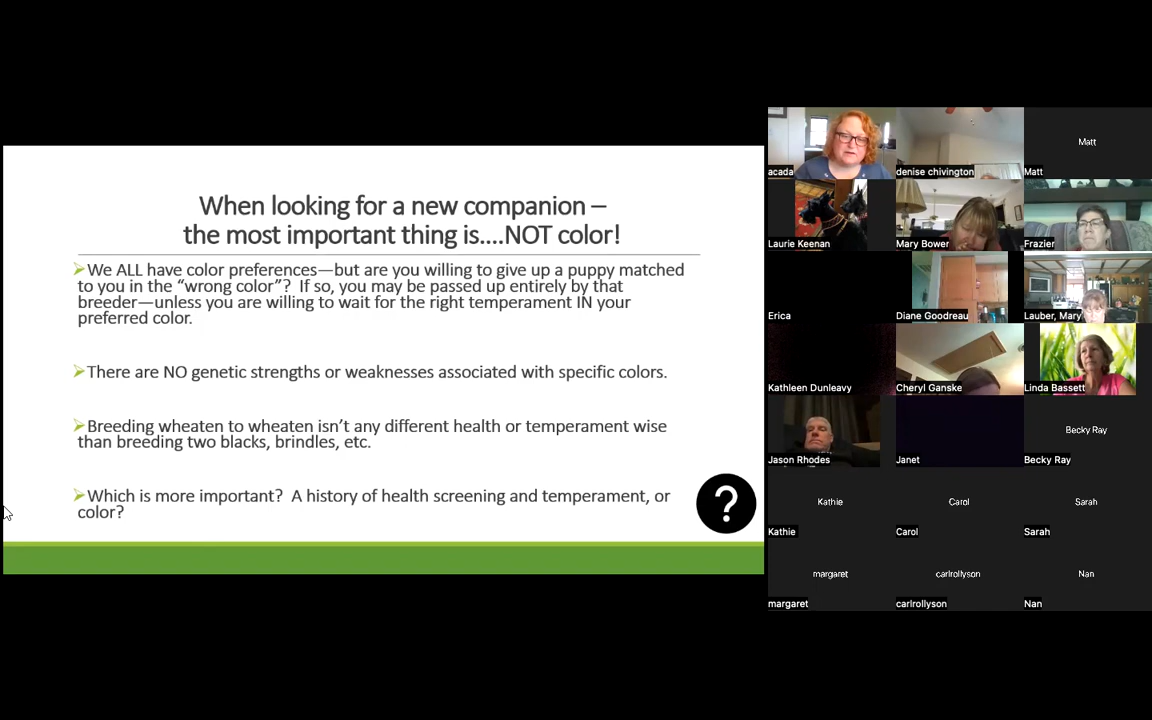 When looking for a new companion –
the most important thing is....NOT color!
We ALL have color preferences—but are you willing to give up a puppy matched
to you in the “wrong color”? If so, you may be passed up entirely by that
breeder—unless you are willing to wait for the right temperament IN your
preferred color.
There are NO genetic strengths or weaknesses associated with specific colors.
Breeding wheaten to wheaten isn’t any different health or temperament wise
than breeding two blacks, brindles, etc.
Which is more important? A history of health screening and temperament, or
color?
?
acada
denise chivington
Matt
Matt
Laurie Keenan
Mary Bower
Frazier
Erica
Diane Goodreau
Lauber, Mary
Kathleen Dunleavy
Cheryl Ganske
Linda Bassett
Jason Rhodes
Janet
Becky Ray
Becky Ray
Kathie
Carol
Sarah
Kathie
Carol
Sarah
margaret
carlrollyson
Nan
margaret
carlrollyson
Nan